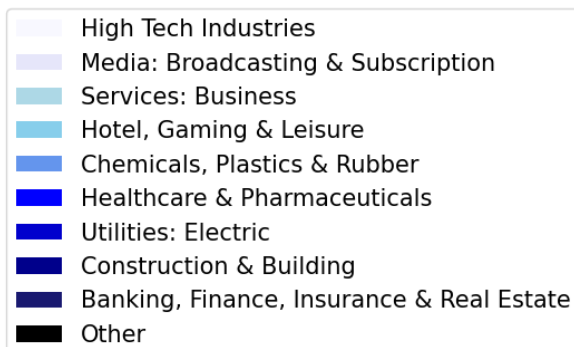 High Tech Industries
Media: Broadcasting & Subscription
Services: Business
Hotel, Gaming & Leisure
Chemicals, Plastics & Rubber
Healthcare & Pharmaceuticals
Utilities: Electric
Construction & Building
Banking, Finance, Insurance & Real Estate
Other